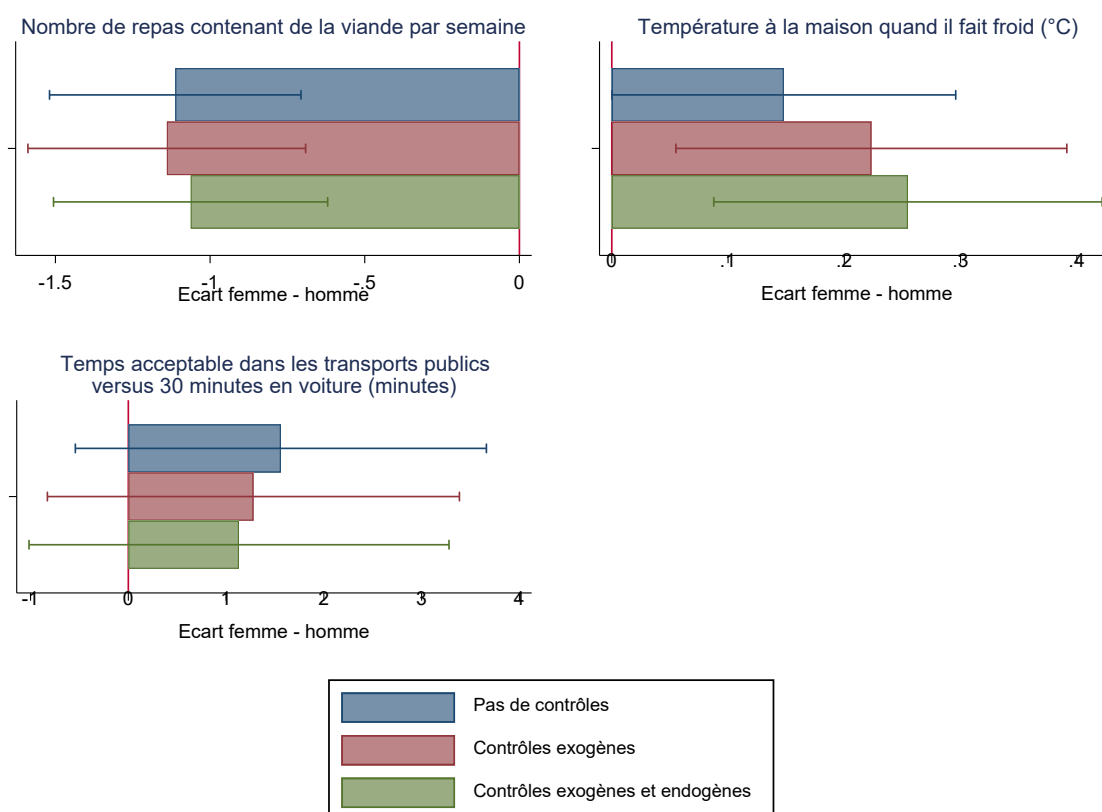 Nombre de repas contenant de la viande par semaine
-1.5 -1 -.5 0
Ecart femme - homme
Température à la maison quand il fait froid (°C)
0 .1 .2 .3 .4
Ecart femme - homme
Temps acceptable dans les transports publics
versus 30 minutes en voiture (minutes)
-1 0 1 2 3 4
Ecart femme - homme
Pas de contrôles
Contrôles exogènes
Contrôles exogènes et endogènes